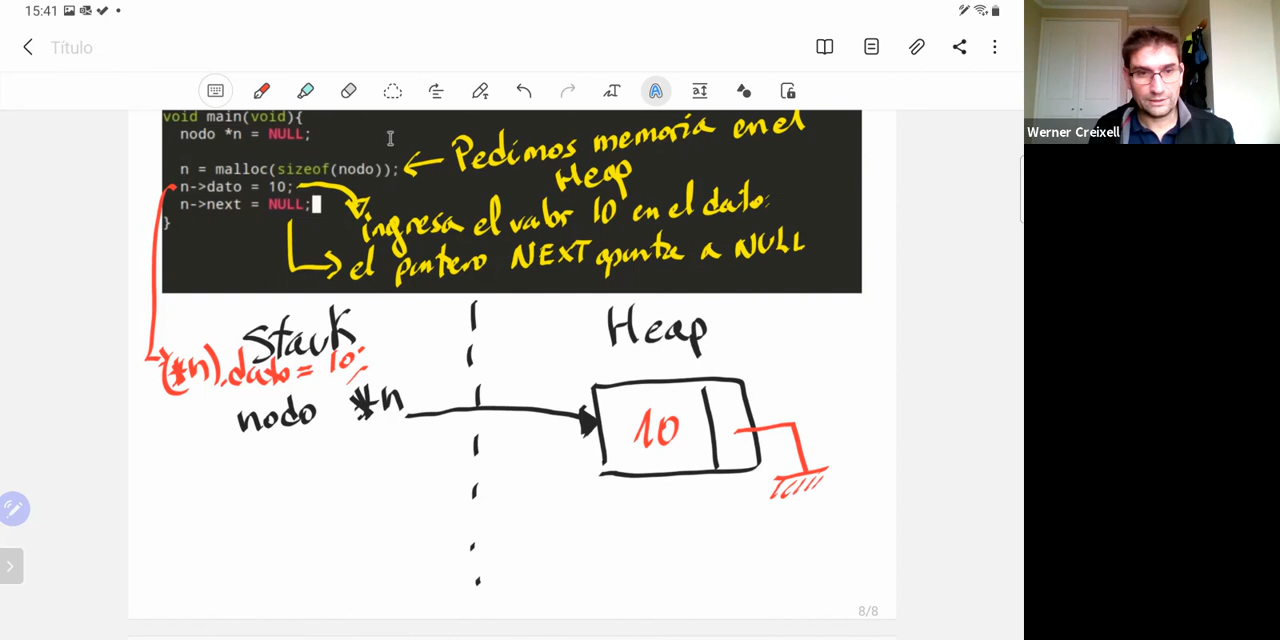 15:41
Título
void main(void){
nodo *n = NULL;
n = malloc(sizeof(nodo));
n->dato = 10;
n->next = NULL;
}
← Pedimos memoria en el
Heap
ingresa el valor 10 en el dato.
el puntero NEXT apunta a NULL
Stack
Heap
(*n).dato = 10;
nodo *n
10
8/8
Werner Creixell